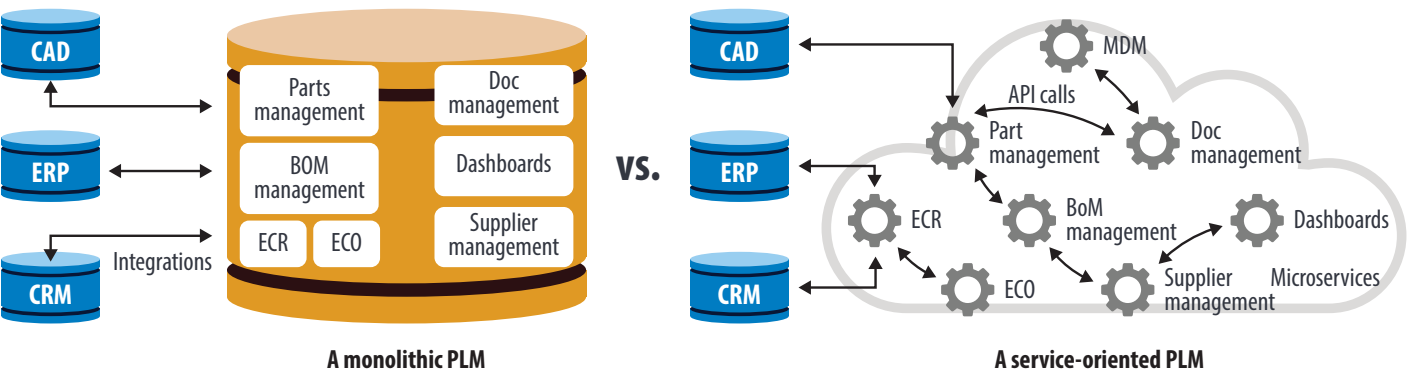 CAD
ERP
CRM
Integrations
Parts
management
BOM
management
ECR
ECO
Doc
management
Dashboards
Supplier
management
A monolithic PLM
vs.
CAD
ERP
CRM
MDM
API calls
Part
management
Doc
management
ECR
BoM
management
Dashboards
ECO
Supplier
management
Microservices
A service-oriented PLM